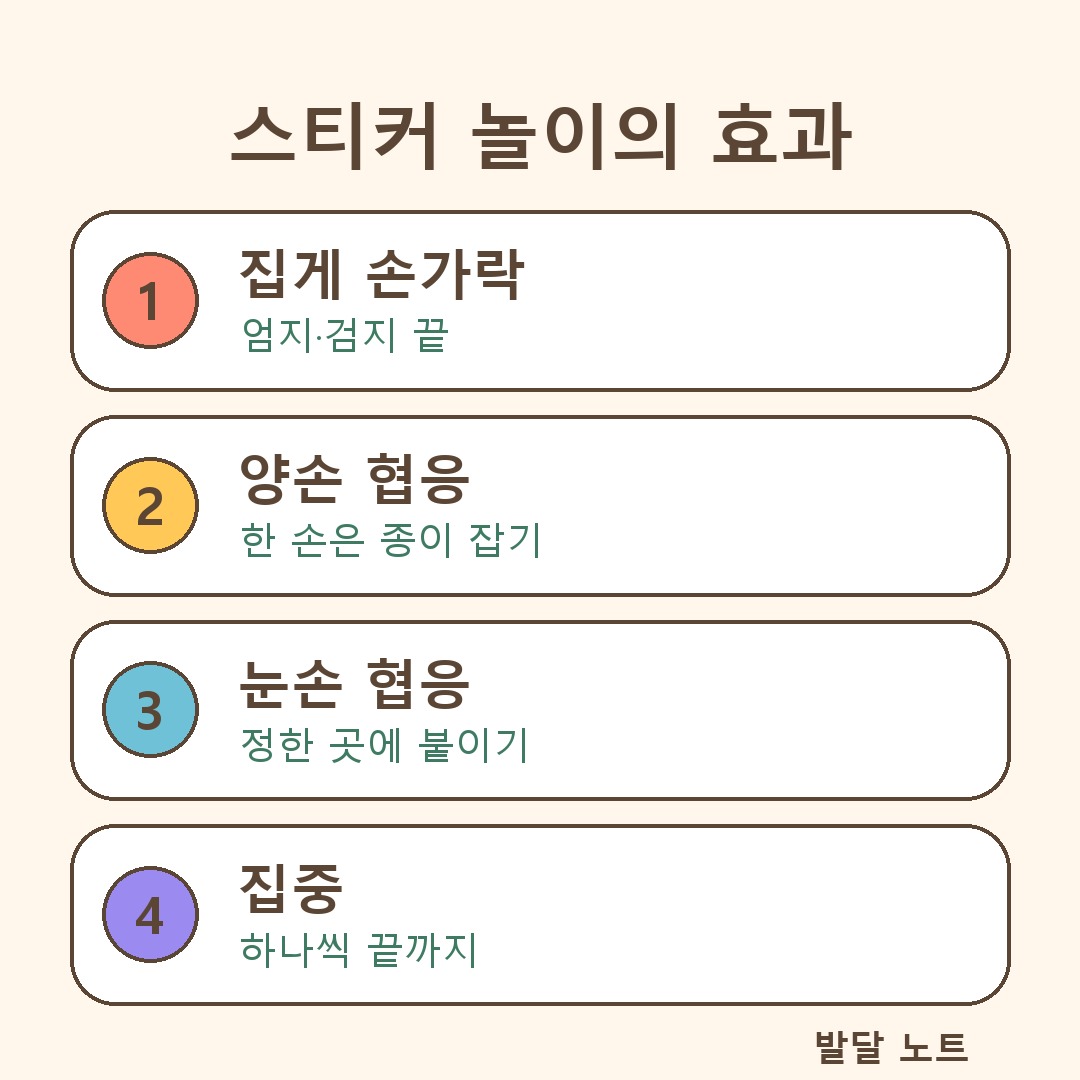 스티커 놀이의 효과
1
집게 손가락
엄지·검지 끝
2
양손 협응
한 손은 종이 잡기
3
눈손 협응
정한 곳에 붙이기
4
집중
하나씩 끝까지
발달 노트